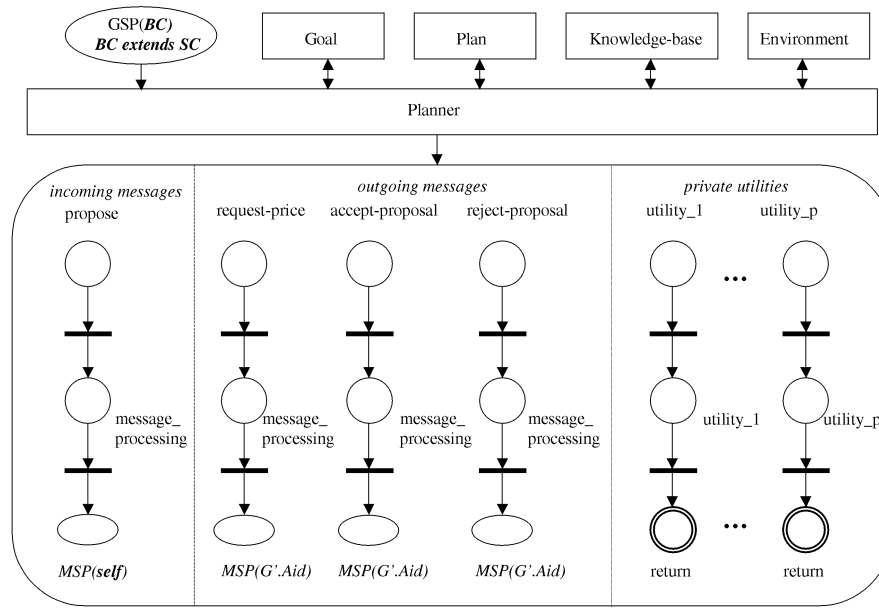 GSP(BC)
BC extends SC
Goal
Plan
Knowledge-base
Environment
Planner
incoming messages
outgoing messages
private utilities
propose
request-price
accept-proposal
reject-proposal
utility_1
utility_p
...
message_
processing
message_
processing
message_
processing
message_
processing
utility_1
utility_p
...
MSP(self)
MSP(G'.Aid)
MSP(G'.Aid)
MSP(G'.Aid)
return
return